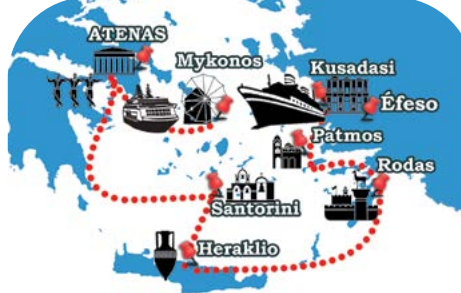 ATENAS
Mykonos
Kusadasi
Éfeso
Patmos
Rodas
Santorini
Heraklio